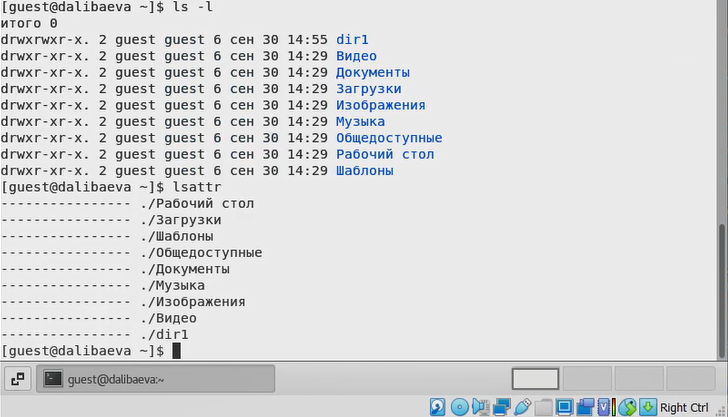 [guest@dalibaeva ~]$ ls -l
итого 0
drwxrwxr-x. 2 guest guest 6 сен 30 14:55 dir1
drwxr-xr-x. 2 guest guest 6 сен 30 14:29 Видео
drwxr-xr-x. 2 guest guest 6 сен 30 14:29 Документы
drwxr-xr-x. 2 guest guest 6 сен 30 14:29 Загрузки
drwxr-xr-x. 2 guest guest 6 сен 30 14:29 Изображения
drwxr-xr-x. 2 guest guest 6 сен 30 14:29 Музыка
drwxr-xr-x. 2 guest guest 6 сен 30 14:29 Общедоступные
drwxr-xr-x. 2 guest guest 6 сен 30 14:29 Рабочий стол
drwxr-xr-x. 2 guest guest 6 сен 30 14:29 Шаблоны
[guest@dalibaeva ~]$ lsattr
---------------- ./Рабочий стол
---------------- ./Загрузки
---------------- ./Шаблоны
---------------- ./Общедоступные
---------------- ./Документы
---------------- ./Музыка
---------------- ./Изображения
---------------- ./Видео
---------------- ./dir1
[guest@dalibaeva ~]$
guest@dalibaeva:~
Right Ctrl